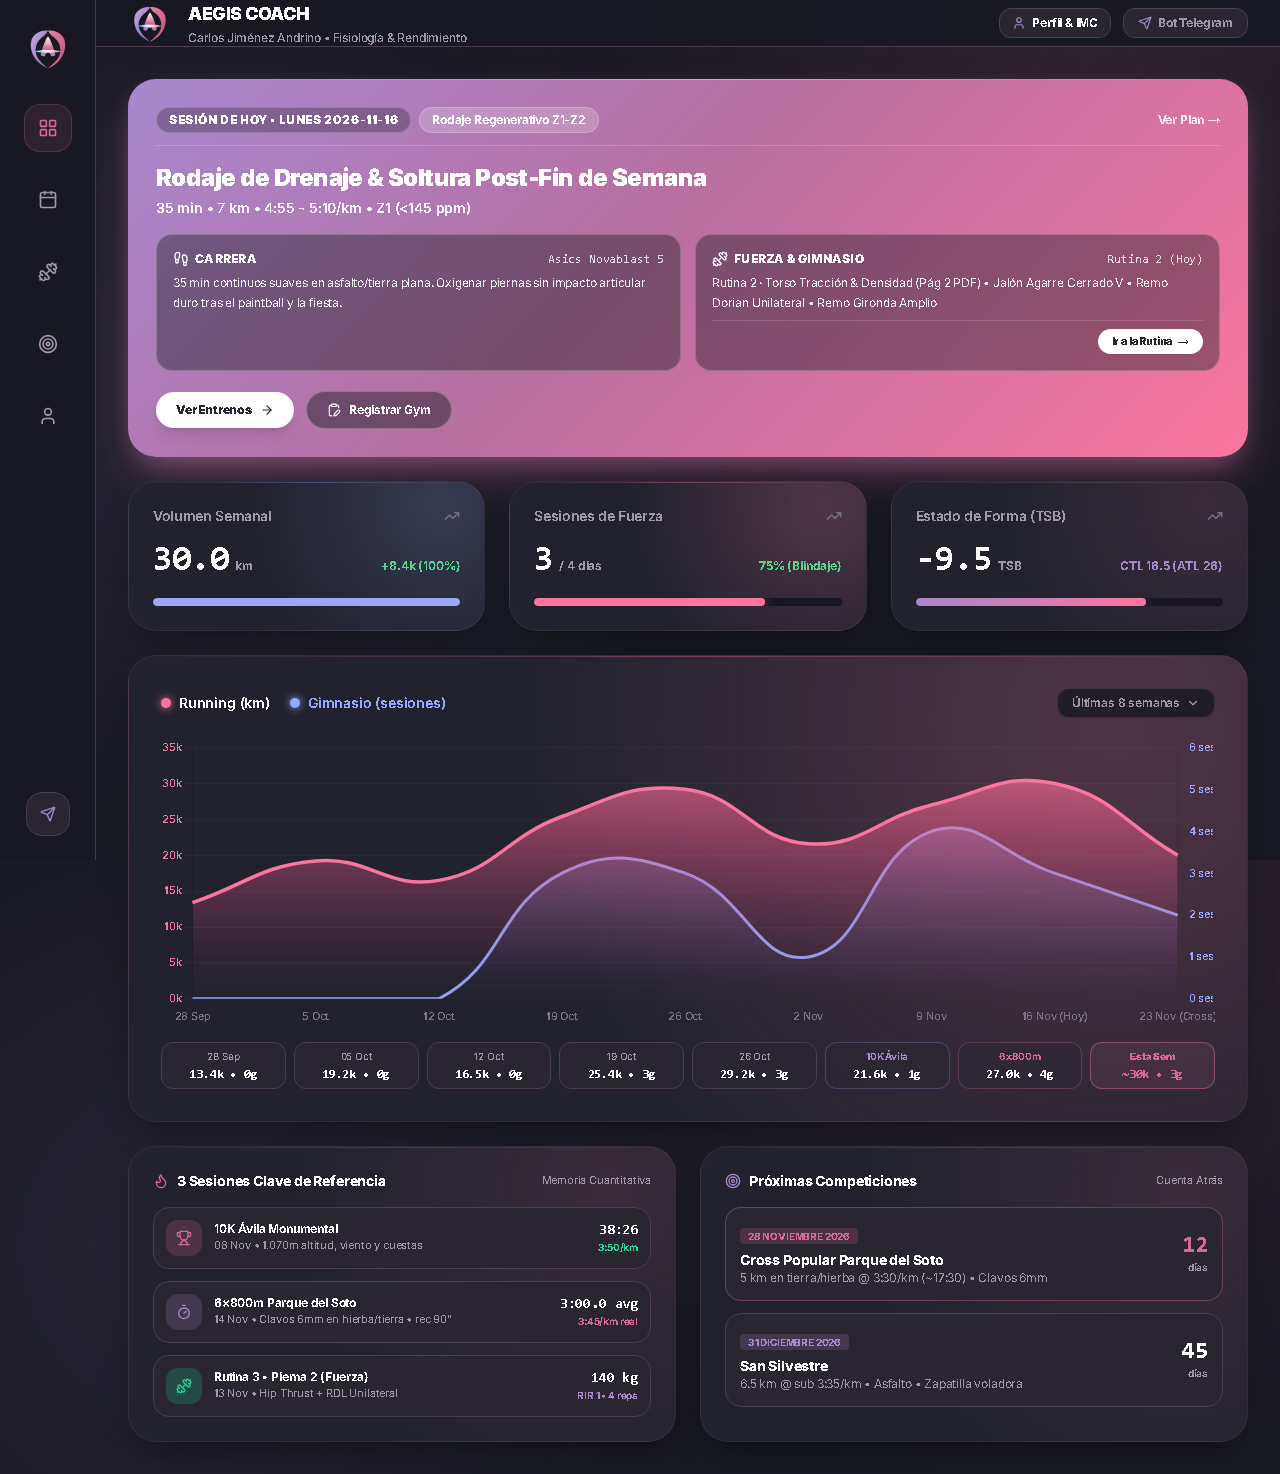 AEGIS COACH
Carlos Jiménez Andrino • Fisiología & Rendimiento
Perfil & IMC
Bot Telegram
SESIÓN DE HOY • LUNES 2026-11-16
Rodaje Regenerativo Z1-Z2
Ver Plan →
Rodaje de Drenaje & Soltura Post-Fin de Semana
35 min • 7 km • 4:55 - 5:10/km • Z1 (<145 ppm)
CARRERA
Asics Novablast 5
35 min continuos suaves en asfalto/tierra plana. Oxigenar piernas sin impacto articular
duro tras el paintball y la fiesta.
FUERZA & GIMNASIO
Rutina 2 (Hoy)
Rutina 2 · Torso Tracción & Densidad (Pág 2 PDF) • Jalón Agarre Cerrado V • Remo
Dorian Unilateral • Remo Gironda Amplio
Ir a la Rutina →
Ver Entrenos →
Registrar Gym
Volumen Semanal
30.0 km
+8.4k (100%)
Sesiones de Fuerza
3 / 4 días
75% (Blindaje)
Estado de Forma (TSB)
-9.5 TSB
CTL 16.5 (ATL 26)
Running (km)
Gimnasio (sesiones)
Últimas 8 semanas
35k
30k
25k
20k
15k
10k
5k
0k
6 ses
5 ses
4 ses
3 ses
2 ses
1 ses
0 ses
28 Sep
5 Oct
12 Oct
19 Oct
26 Oct
2 Nov
9 Nov
16 Nov (Hoy)
23 Nov (Cross)
28 Sep
13.4k • 0g
05 Oct
19.2k • 0g
12 Oct
16.5k • 0g
19 Oct
25.4k • 3g
26 Oct
29.2k • 3g
10K Ávila
21.6k • 1g
6x800m
27.0k • 4g
Esta Sem
~30k • 3g
3 Sesiones Clave de Referencia
Memoria Cuantitativa
10K Ávila Monumental
08 Nov • 1.070m altitud, viento y cuestas
38:26
3:50/km
6x800m Parque del Soto
14 Nov • Clavos 6mm en hierba/tierra • rec 90"
3:00.0 avg
3:45/km real
Rutina 3 • Pierna 2 (Fuerza)
13 Nov • Hip Thrust + RDL Unilateral
140 kg
RIR 1 • 4 reps
Próximas Competiciones
Cuenta Atrás
28 NOVIEMBRE 2026
Cross Popular Parque del Soto
5 km en tierra/hierba @ 3:30/km (~17:30) • Clavos 6mm
12
días
31 DICIEMBRE 2026
San Silvestre
6.5 km @ sub 3:35/km • Asfalto • Zapatilla voladora
45
días